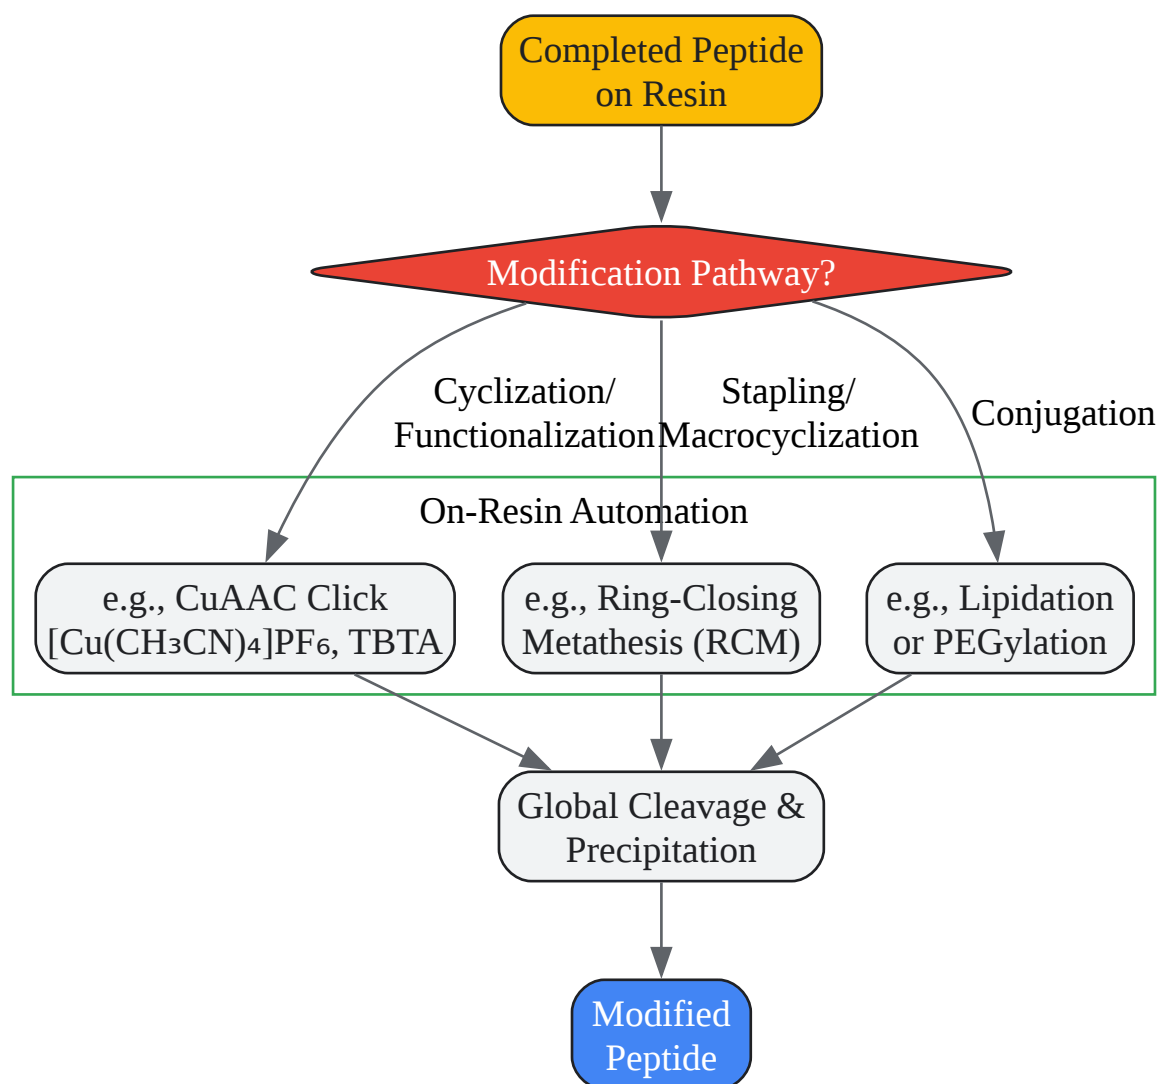 Completed Peptide
on Resin
Modification Pathway?
Cyclization/
Functionalization
Stapling/
Macrocyclization
Conjugation
On-Resin Automation
e.g., CuAAC Click
[Cu(CH₃CN)₄]PF₆, TBTA
e.g., Ring-Closing
Metathesis (RCM)
e.g., Lipidation
or PEGylation
Global Cleavage &
Precipitation
Modified
Peptide